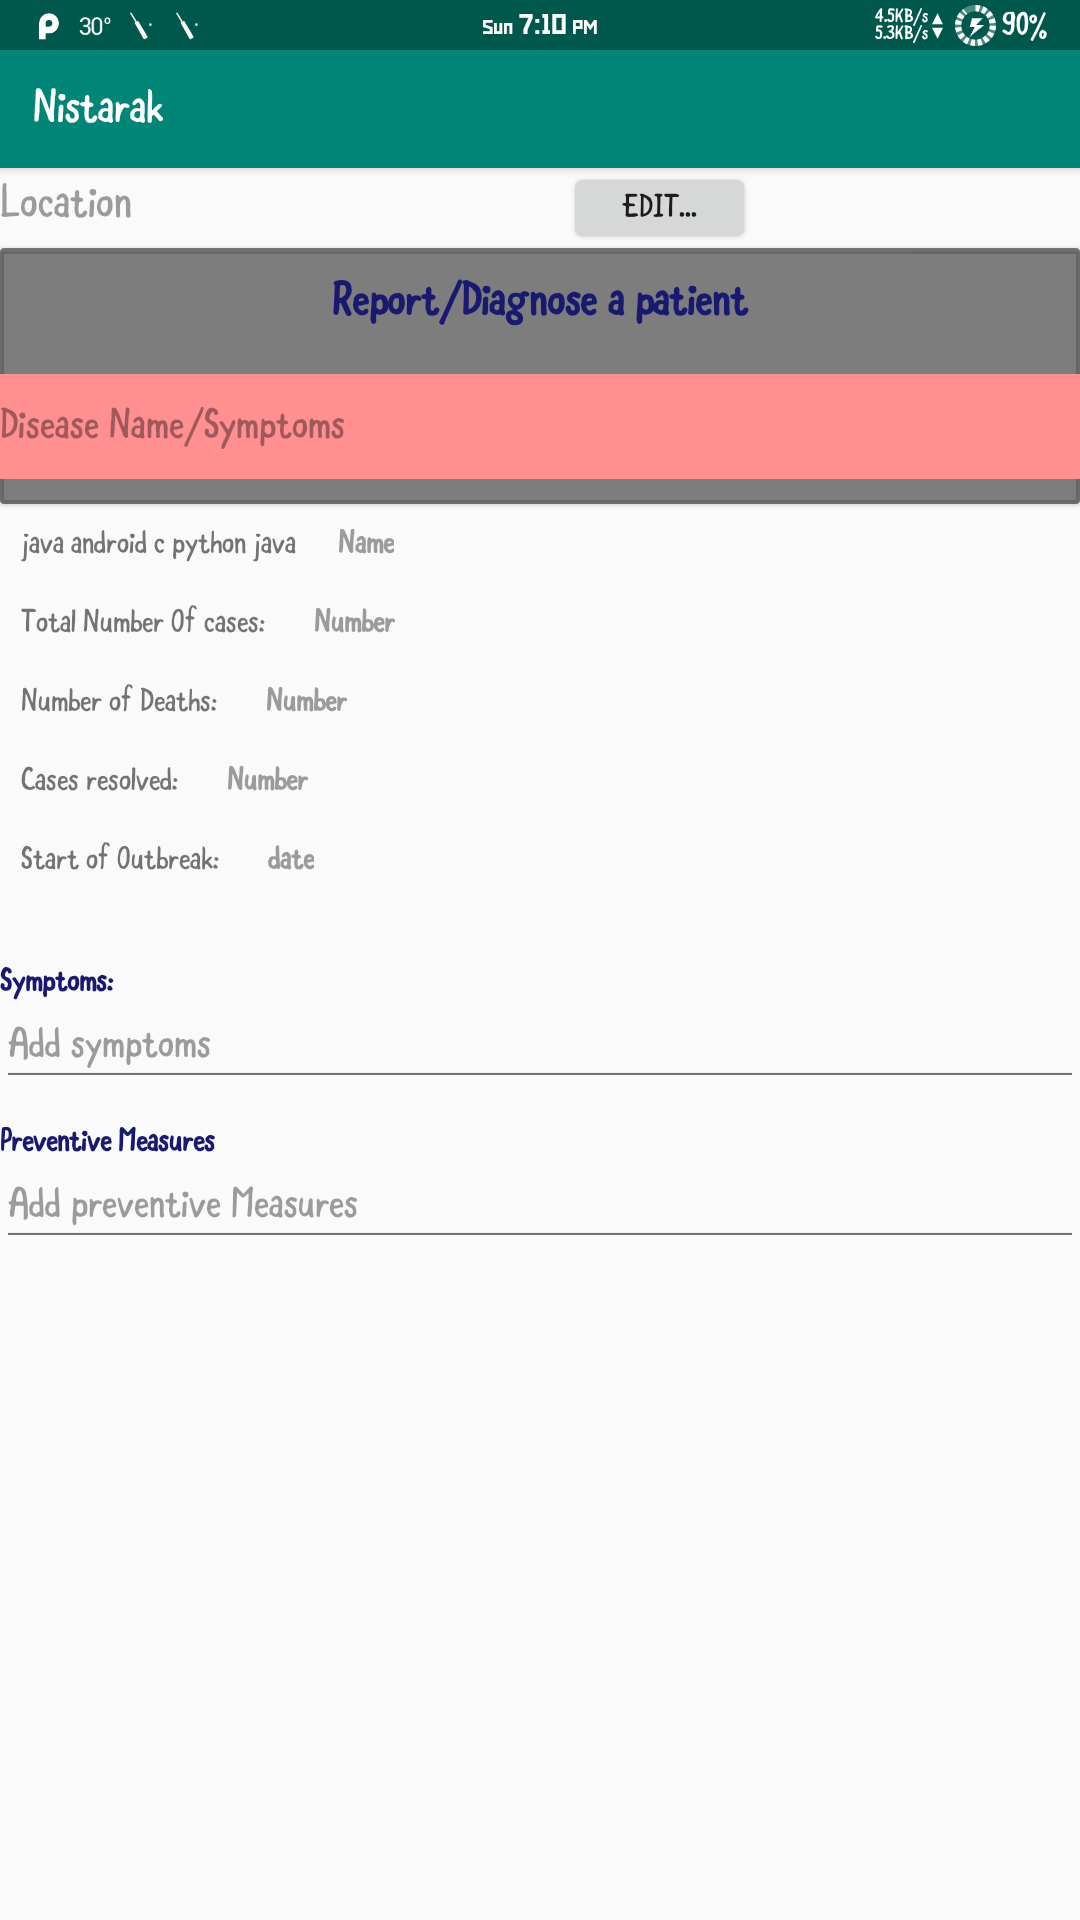 30° Sun 7:10 PM 4.5KB/s 5.3KB/s 90%
Nistarak
Location EDIT...
Report/Diagnose a patient
Disease Name/Symptoms
java android c python java Name
Total Number Of cases: Number
Number of Deaths: Number
Cases resolved: Number
Start of Outbreak: date
Symptoms:
Add symptoms
Preventive Measures
Add preventive Measures